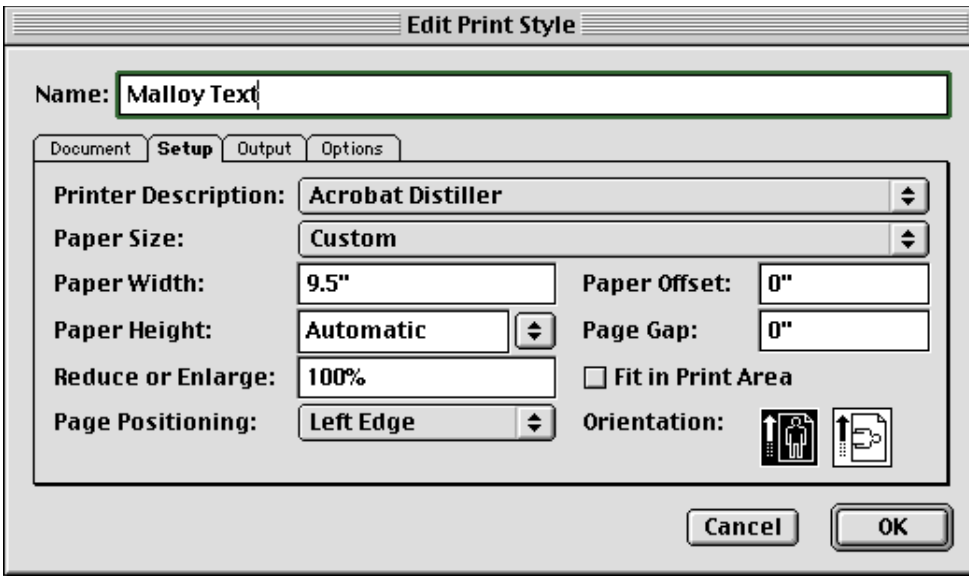 Edit Print Style
Name: Malloy Text
Document Setup Output Options
Printer Description: Acrobat Distiller
Paper Size: Custom
Paper Width: 9.5" Paper Offset: 0"
Paper Height: Automatic Page Gap: 0"
Reduce or Enlarge: 100% Fit in Print Area
Page Positioning: Left Edge Orientation:
Cancel OK